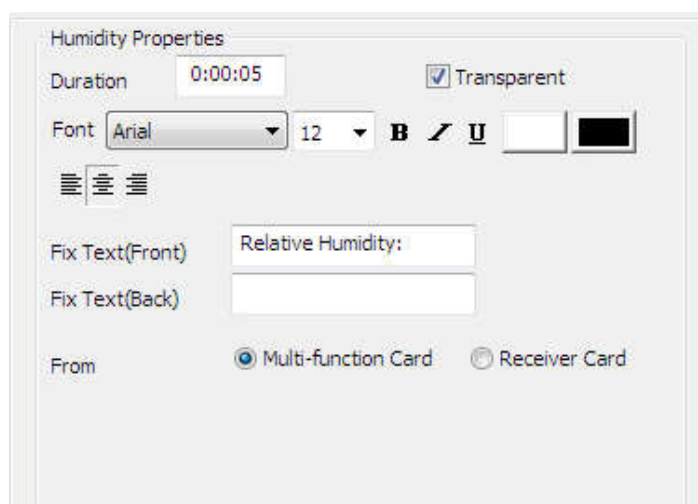 Humidity Properties
Duration 0:00:05 Transparent
Font Arial 12 B I U
Fix Text(Front) Relative Humidity:
Fix Text(Back)
From Multi-function Card Receiver Card